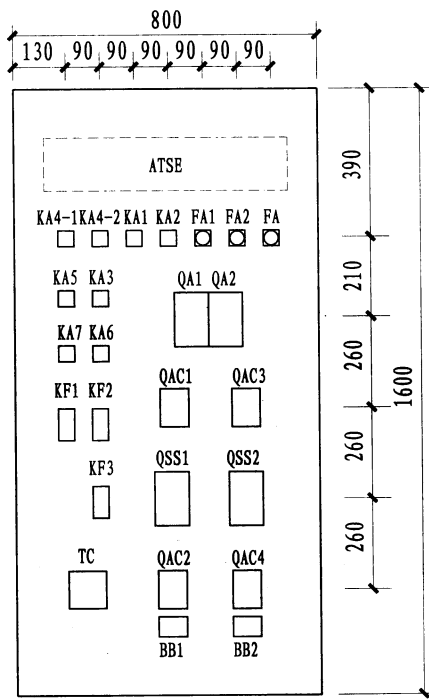 800
130 90 90 90 90 90 90
ATSE
KA4-1 KA4-2 KA1 KA2 FA1 FA2 FA
KA5 KA3 QA1 QA2
KA7 KA6
KF1 KF2 QAC1 QAC3
KF3 QSS1 QSS2
TC QAC2 QAC4
BB1 BB2
390
210
260
260
260
1600